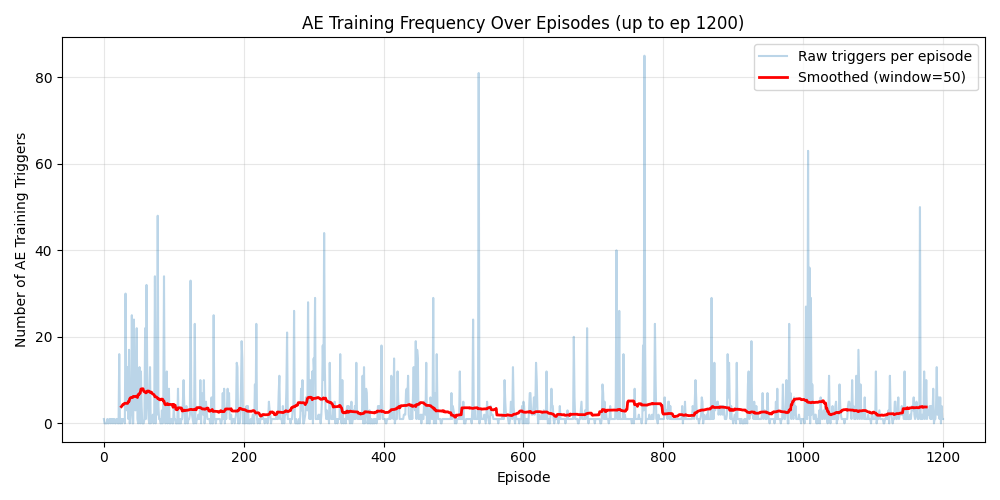 AE Training Frequency Over Episodes (up to ep 1200)
Raw triggers per episode
Smoothed (window=50)
Number of AE Training Triggers
80
60
40
20
0
0 200 400 600 800 1000 1200
Episode